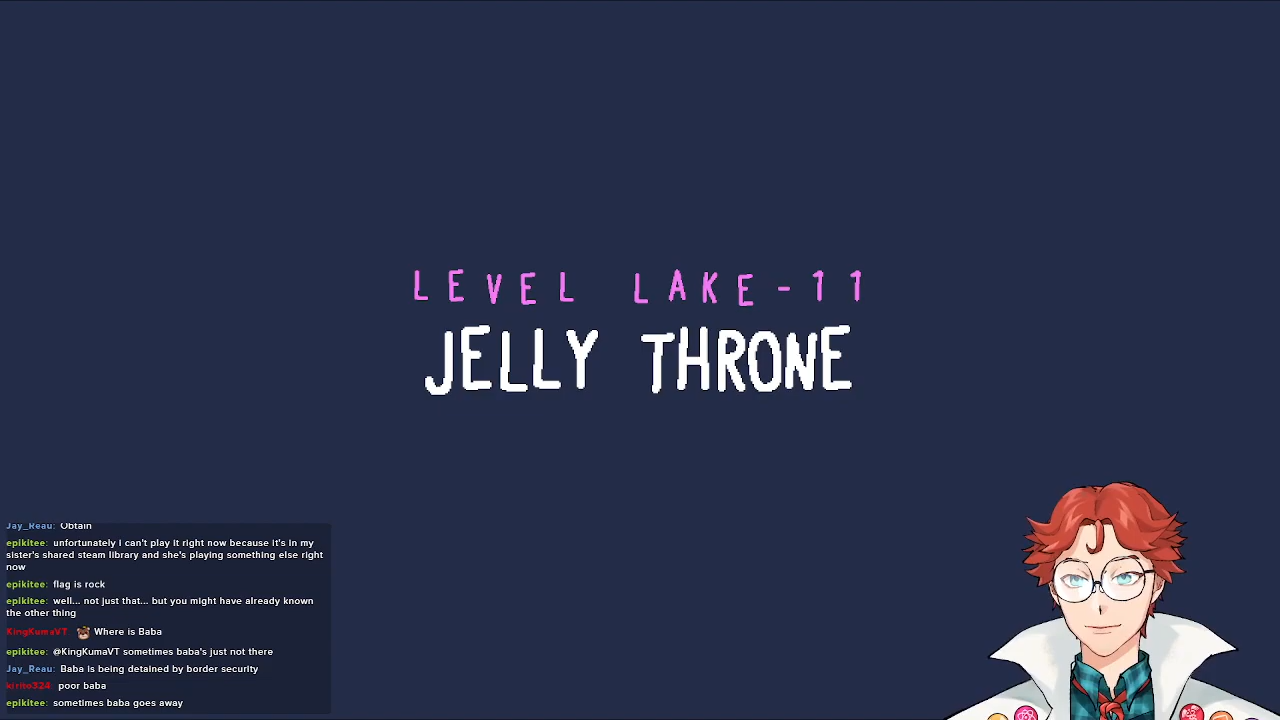 LEVEL LAKE-11
JELLY THRONE
Jay_Reau: Obtain
epikitee: unfortunately i can't play it right now because it's in my
sister's shared steam library and she's playing something else right
now
epikitee: flag is rock
epikitee: well... not just that... but you might have already known
the other thing
KingKumaVT Where is Baba
epikitee: @KingKumaVT sometimes baba's just not there
Jay_Reau: Baba is being detained by border security
kirito324: poor baba
epikitee: sometimes baba goes away